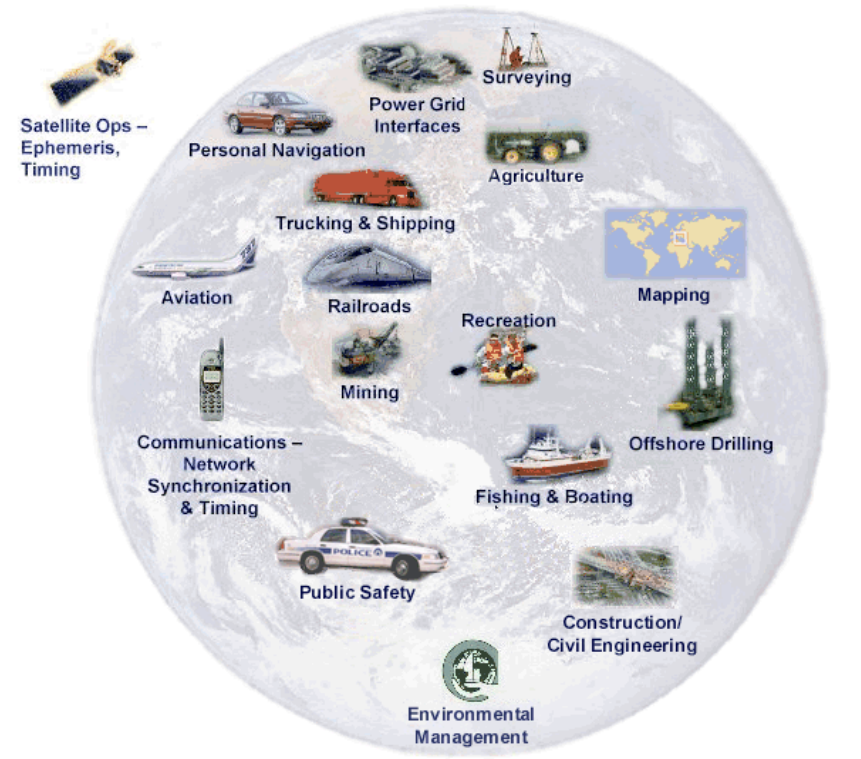 Surveying
Power Grid
Interfaces
Satellite Ops –
Ephemeris,
Timing
Personal Navigation
Agriculture
Trucking & Shipping
Aviation
Railroads
Mapping
Recreation
Mining
Communications –
Network
Synchronization
& Timing
Offshore Drilling
Fishing & Boating
POLICE
Public Safety
Construction/
Civil Engineering
Environmental
Management